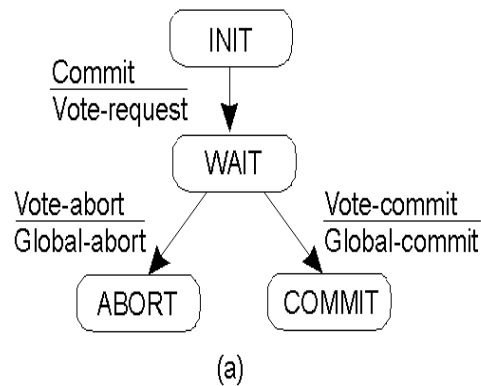 INIT
Commit
Vote-request
WAIT
Vote-abort
Global-abort
Vote-commit
Global-commit
ABORT
COMMIT
(a)